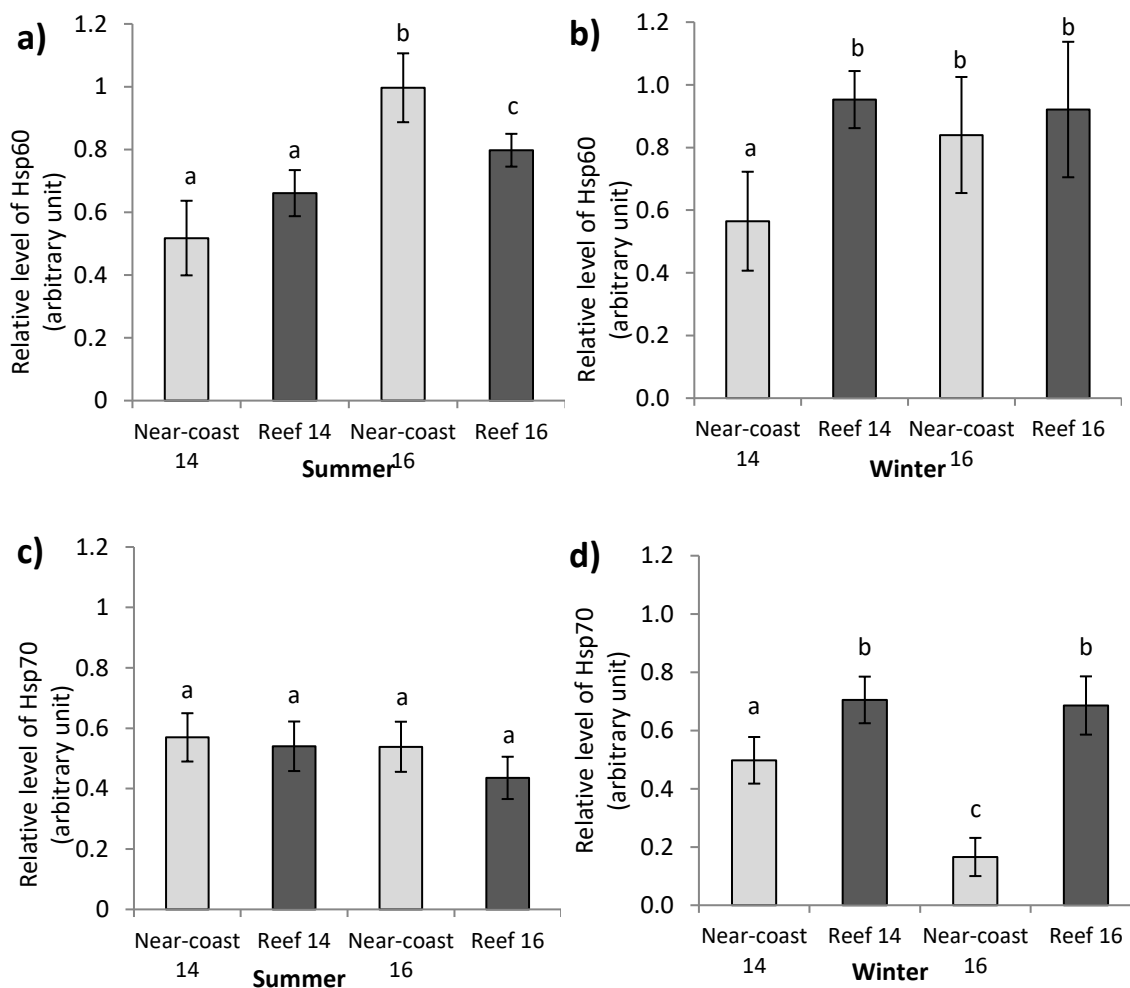 a)
Relative level of Hsp60
(arbitrary unit)
1.2
1
0.8
0.6
0.4
0.2
0
a
a
b
c
Near-coast 14
Reef 14
Near-coast 16
Reef 16
Summer
b)
Relative level of Hsp60
(arbitrary unit)
1.2
1.0
0.8
0.6
0.4
0.2
0.0
a
b
b
b
Near-coast 14
Reef 14
Near-coast 16
Reef 16
Winter
c)
Relative level of Hsp70
(arbitrary unit)
1.2
1
0.8
0.6
0.4
0.2
0
a
a
a
a
Near-coast 14
Reef 14
Near-coast 16
Reef 16
Summer
d)
Relative level of Hsp70
(arbitrary unit)
1.2
1.0
0.8
0.6
0.4
0.2
0.0
a
b
c
b
Near-coast 14
Reef 14
Near-coast 16
Reef 16
Winter